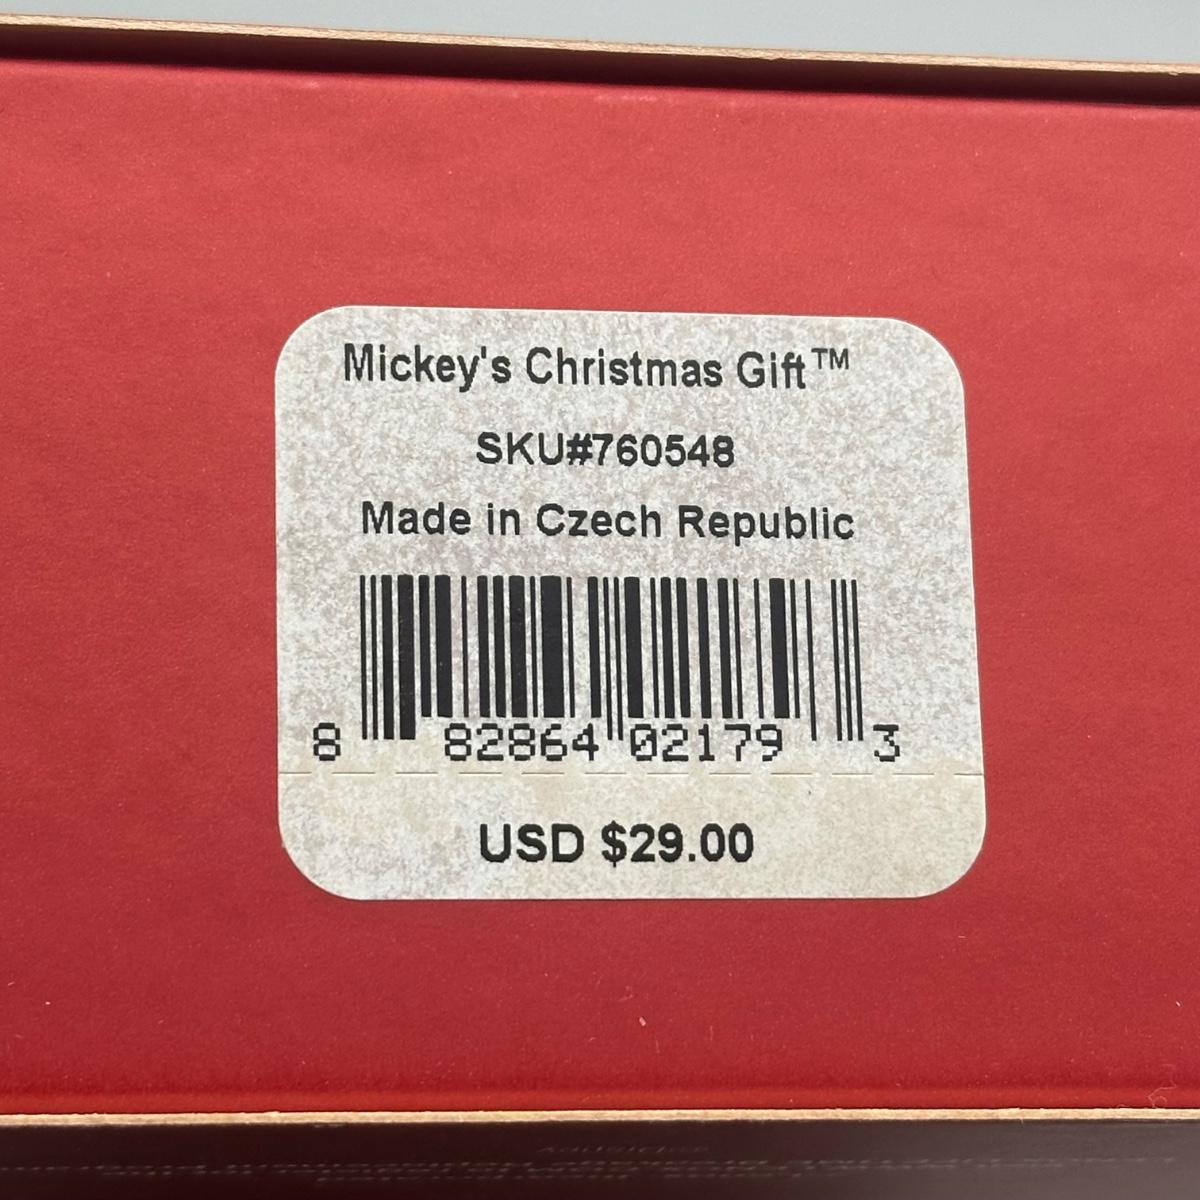 Mickey's Christmas Gift™
SKU#760548
Made in Czech Republic
8 82864 02179 3
USD $29.00